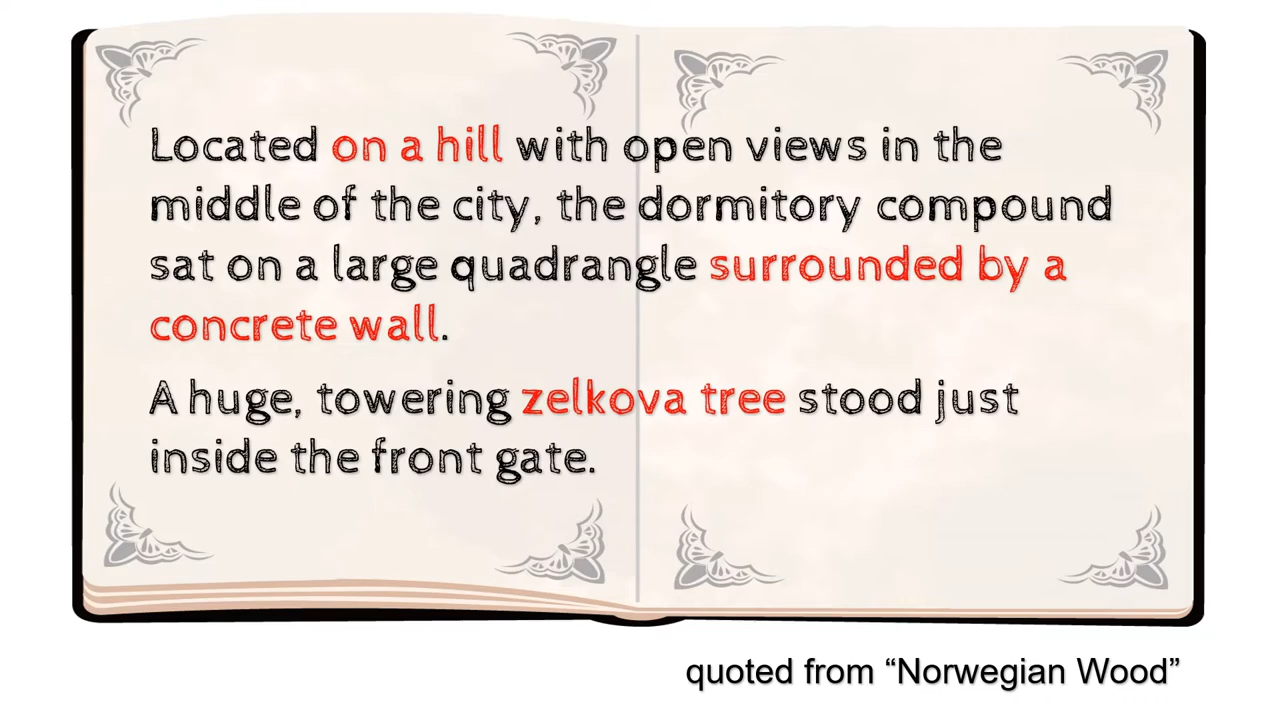 Located on a hill with open views in the
middle of the city, the dormitory compound
sat on a large quadrangle surrounded by a
concrete wall.
A huge, towering zelkova tree stood just
inside the front gate.
quoted from “Norwegian Wood”